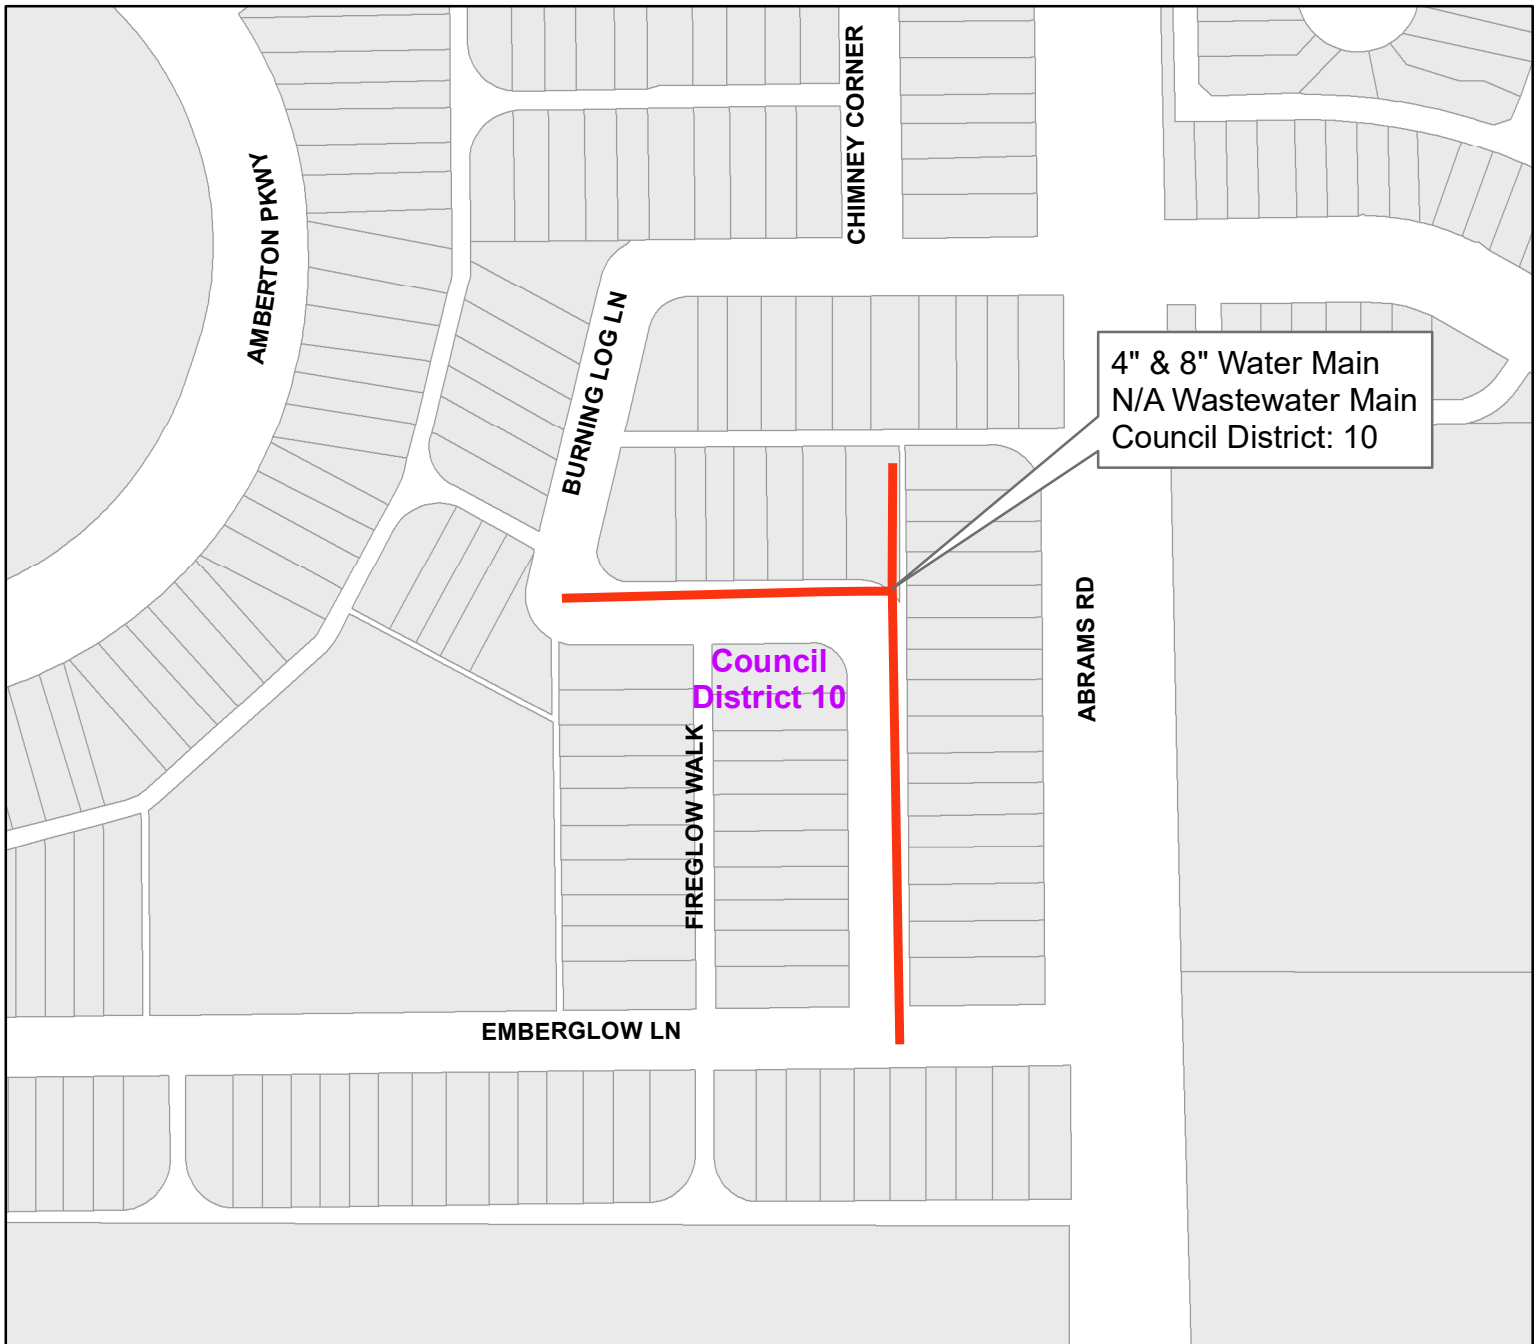 CHIMNEY CORNER
AMBERTON PKWY
BURNING LOG LN
4" & 8" Water Main
N/A Wastewater Main
Council District: 10
ABRAMS RD
Council
District 10
FIREGLOW WALK
EMBERGLOW LN